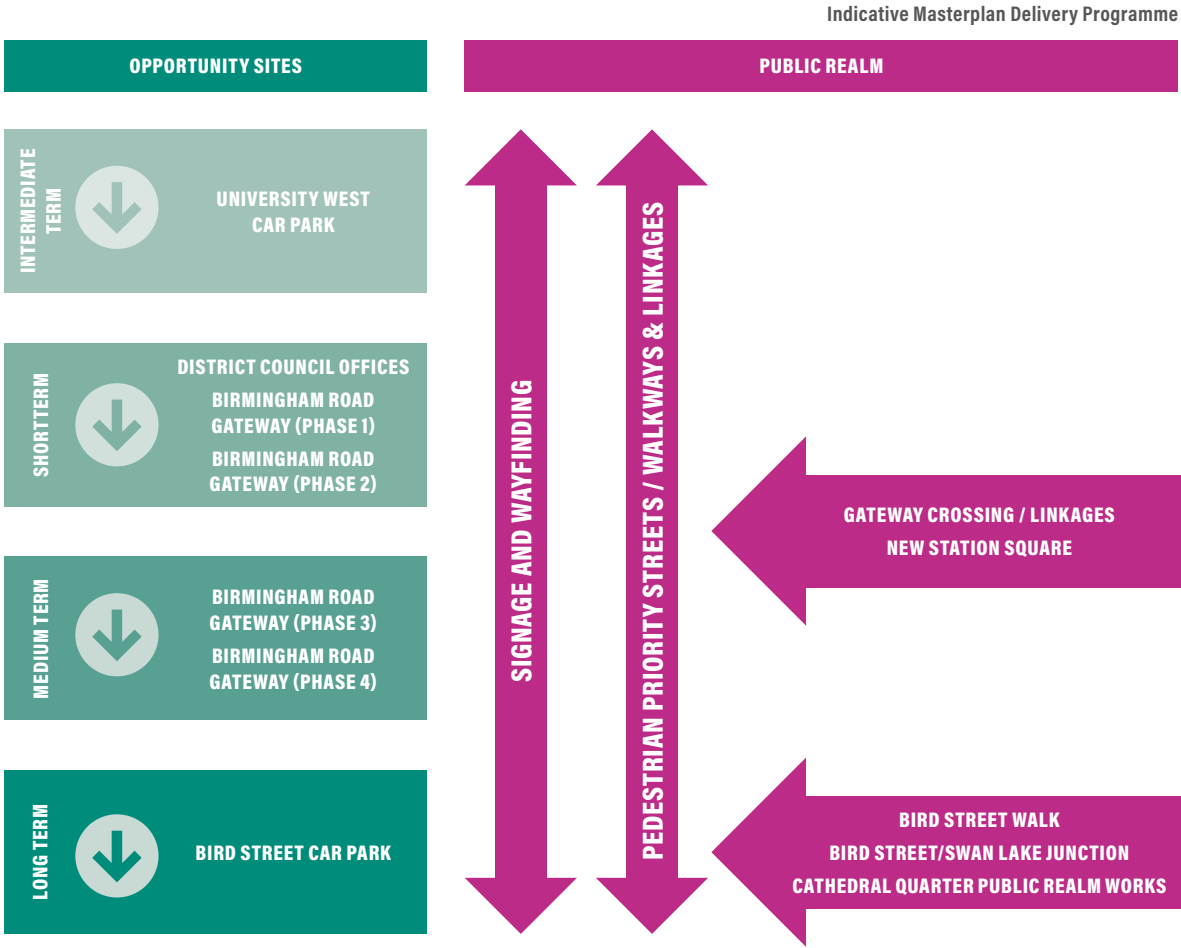 Indicative Masterplan Delivery Programme
OPPORTUNITY SITES
PUBLIC REALM
INTERMEDIATE
TERM
UNIVERSITY WEST
CAR PARK
SHORT TERM
DISTRICT COUNCIL OFFICES
BIRMINGHAM ROAD
GATEWAY (PHASE 1)
BIRMINGHAM ROAD
GATEWAY (PHASE 2)
MEDIUM TERM
BIRMINGHAM ROAD
GATEWAY (PHASE 3)
BIRMINGHAM ROAD
GATEWAY (PHASE 4)
LONG TERM
BIRD STREET CAR PARK
SIGNAGE AND WAYFINDING
PEDESTRIAN PRIORITY STREETS / WALKWAYS & LINKAGES
GATEWAY CROSSING / LINKAGES
NEW STATION SQUARE
BIRD STREET WALK
BIRD STREET/SWAN LAKE JUNCTION
CATHEDRAL QUARTER PUBLIC REALM WORKS